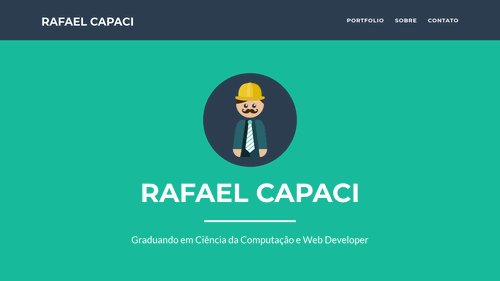 RAFAEL CAPACI
PORTFOLIO SOBRE CONTATO
RAFAEL CAPACI
Graduando em Ciência da Computação e Web Developer